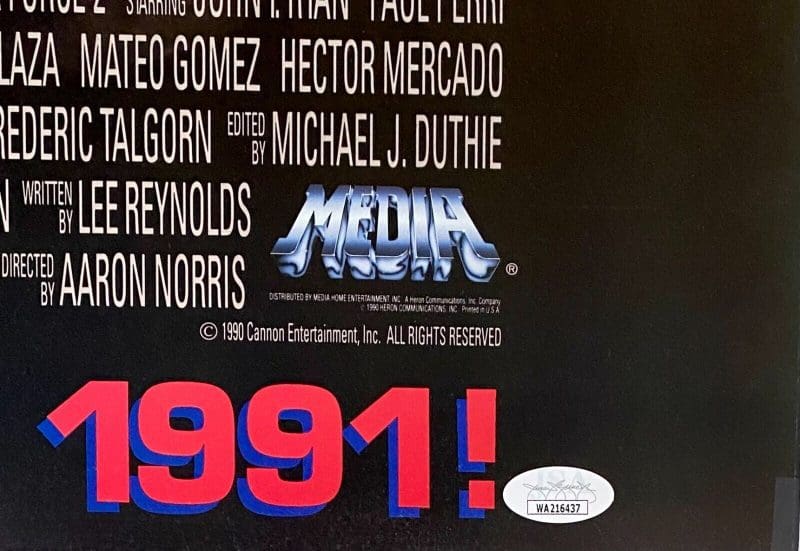 FORCE 2 STARRING JOHN P. RYAN PAUL PERRI
LAZA MATEO GOMEZ HECTOR MERCADO
REDERIC TALGORN EDITED BY MICHAEL J. DUTHIE
N WRITTEN BY LEE REYNOLDS
MEDIA ®
DIRECTED BY AARON NORRIS
DISTRIBUTED BY MEDIA HOME ENTERTAINMENT INC. A Heron Communications, Inc. Company
© 1990 HERON COMMUNICATIONS, INC. Printed in U S A
© 1990 Cannon Entertainment, Inc. ALL RIGHTS RESERVED
1991!
JSA
WA216437